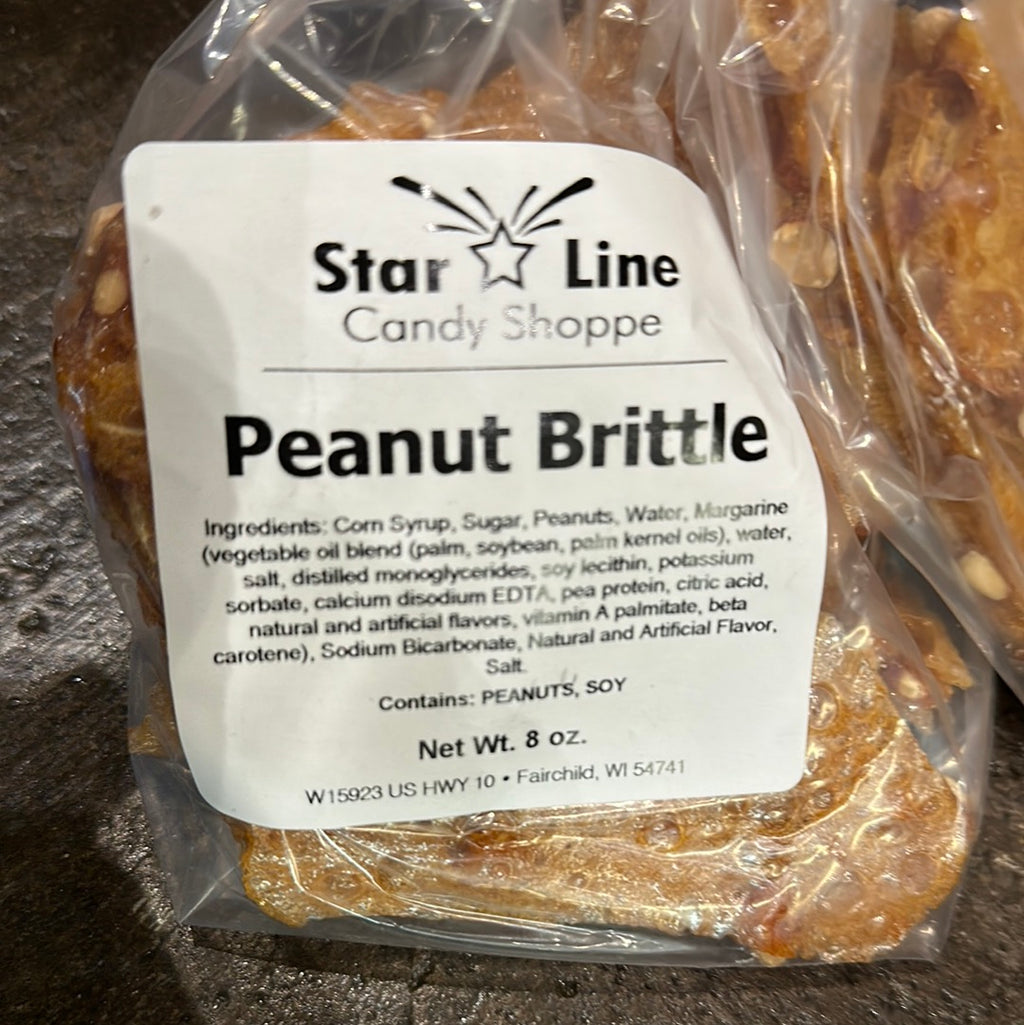 Star Line
Candy Shoppe
Peanut Brittle
Ingredients: Corn Syrup, Sugar, Peanuts, Water, Margarine
(vegetable oil blend (palm, soybean, palm kernel oils), water,
salt, distilled monoglycerides, soy lecithin, potassium
sorbate, calcium disodium EDTA, pea protein, citric acid,
natural and artificial flavors, vitamin A palmitate, beta
carotene), Sodium Bicarbonate, Natural and Artificial Flavor,
Salt.
Contains: PEANUTS, SOY
Net Wt. 8 oz.
W15923 US HWY 10 • Fairchild, WI 54741